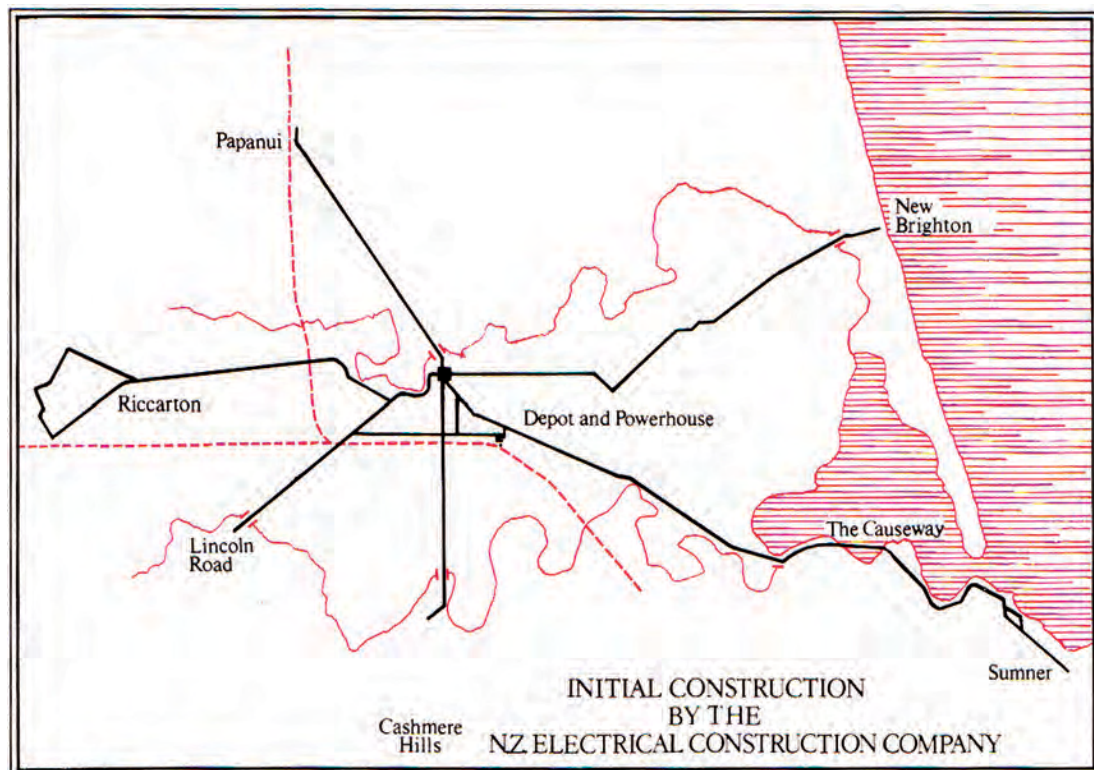 Papanui
New
Brighton
Riccarton
Depot and Powerhouse
The Causeway
Lincoln
Road
Sumner
INITIAL CONSTRUCTION
BY THE
NZ ELECTRICAL CONSTRUCTION COMPANY
Cashmere
Hills